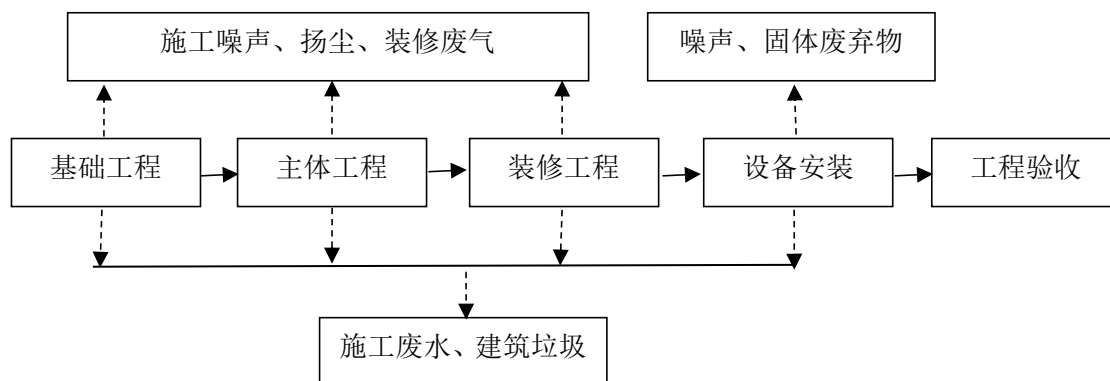 施工噪声、扬尘、装修废气
噪声、固体废弃物
基础工程
主体工程
装修工程
设备安装
工程验收
施工废水、建筑垃圾